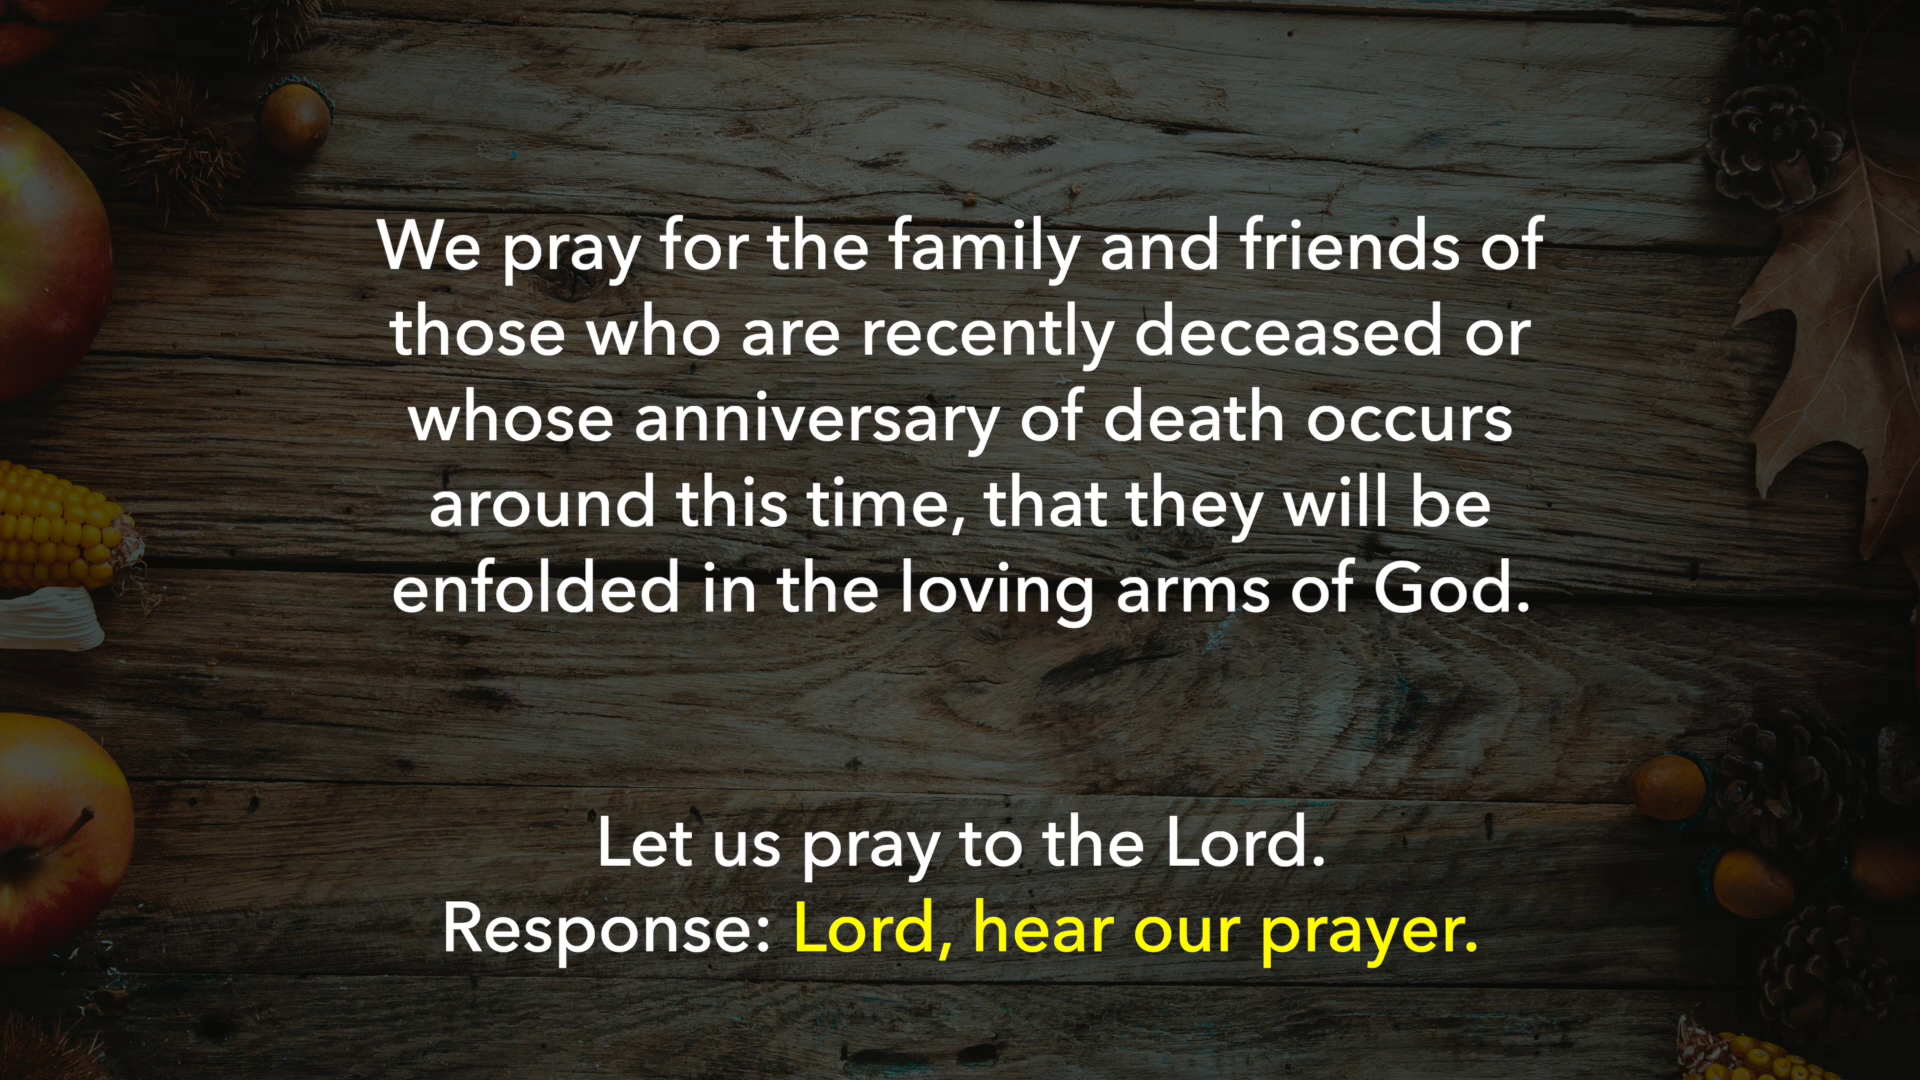 We pray for the family and friends of
those who are recently deceased or
whose anniversary of death occurs
around this time, that they will be
enfolded in the loving arms of God.
Let us pray to the Lord.
Response: Lord, hear our prayer.